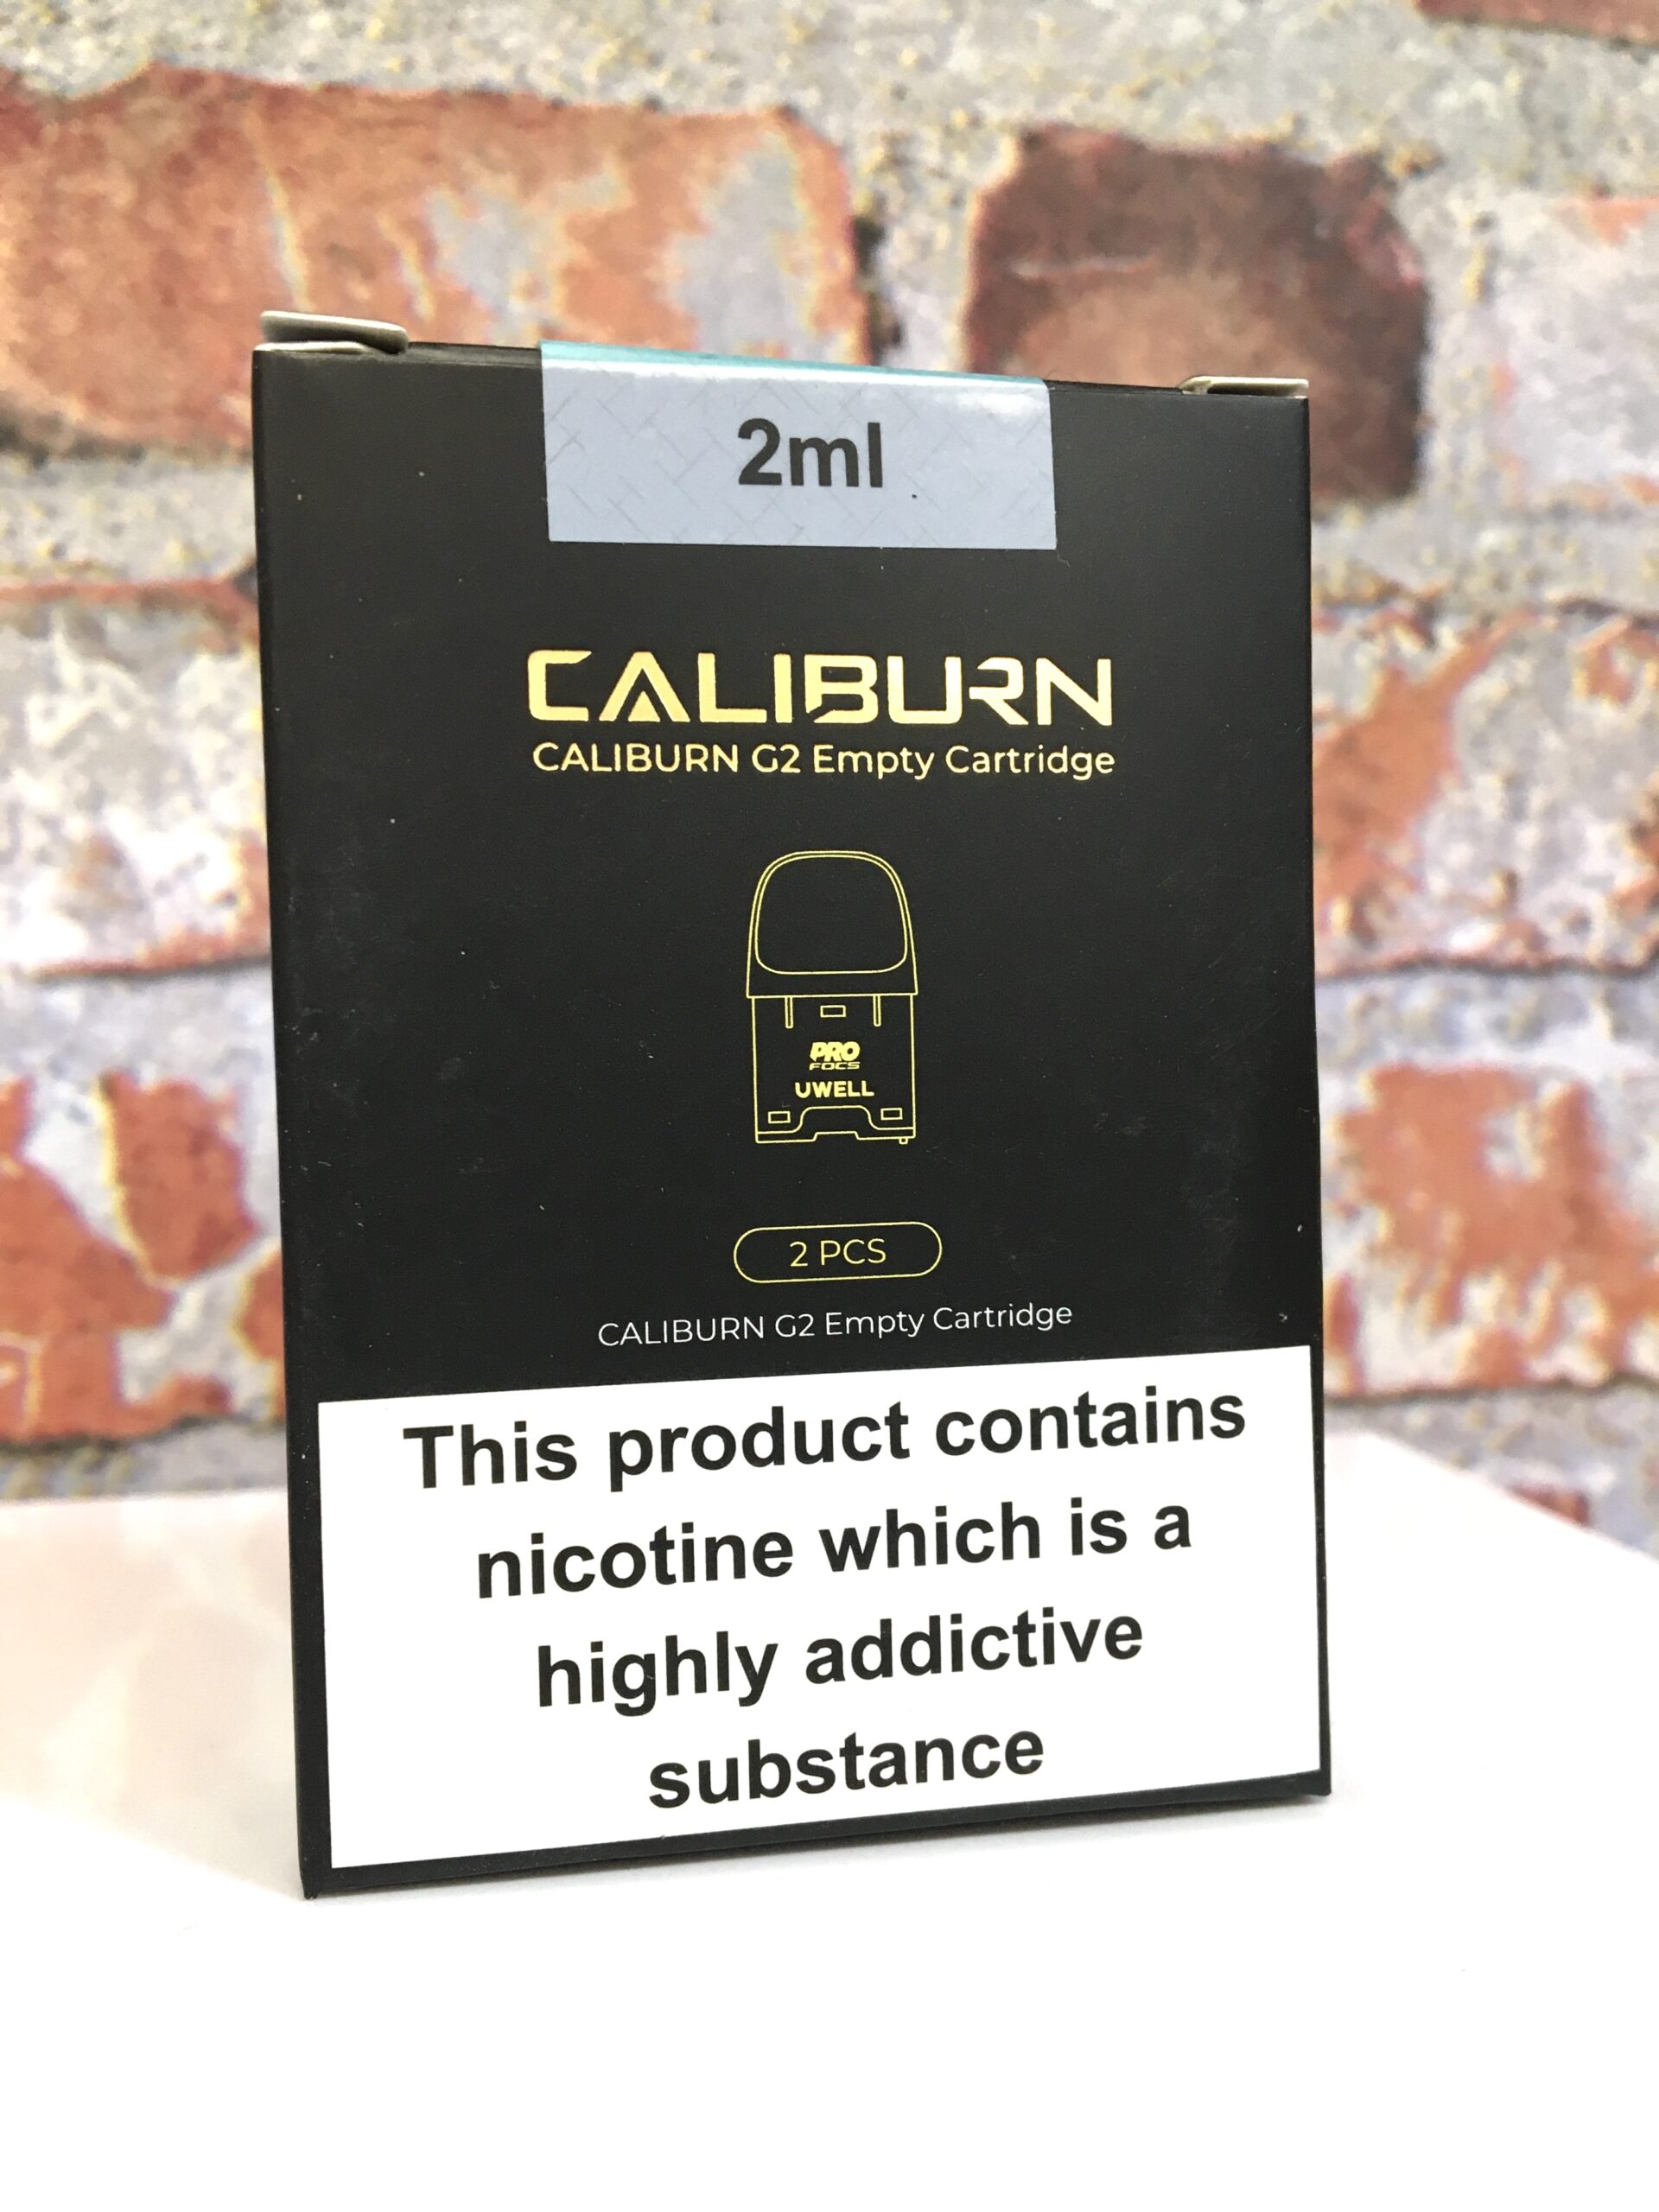 2ml
CALIBURN
CALIBURN G2 Empty Cartridge
PRO
FOCS
UWELL
2 PCS
CALIBURN G2 Empty Cartridge
This product contains
nicotine which is a
highly addictive
substance